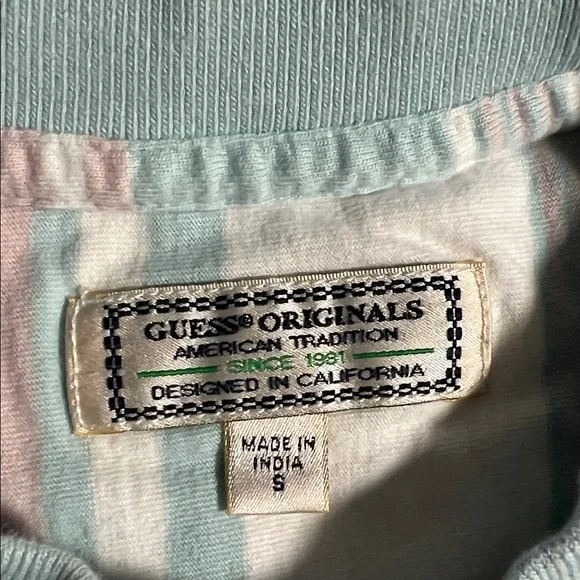 GUESS® ORIGINALS
AMERICAN TRADITION
SINCE 1981
DESIGNED IN CALIFORNIA
MADE IN
INDIA
S